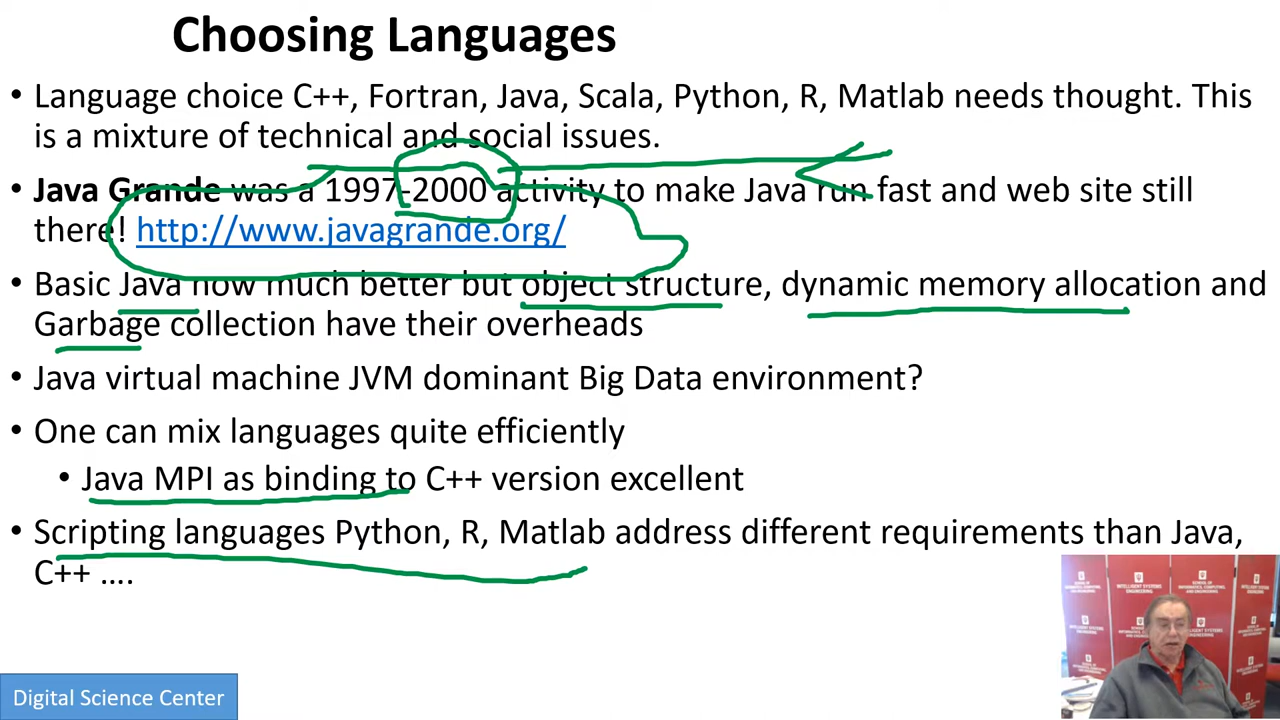 Choosing Languages
• Language choice C++, Fortran, Java, Scala, Python, R, Matlab needs thought. This
is a mixture of technical and social issues.
• Java Grande was a 1997-2000 activity to make Java run fast and web site still
there! http://www.javagrande.org/
• Basic Java now much better but object structure, dynamic memory allocation and
Garbage collection have their overheads
• Java virtual machine JVM dominant Big Data environment?
• One can mix languages quite efficiently
• Java MPI as binding to C++ version excellent
• Scripting languages Python, R, Matlab address different requirements than Java,
C++ ....
Digital Science Center
INTELLIGENT SYSTEMS
ENGINEERING